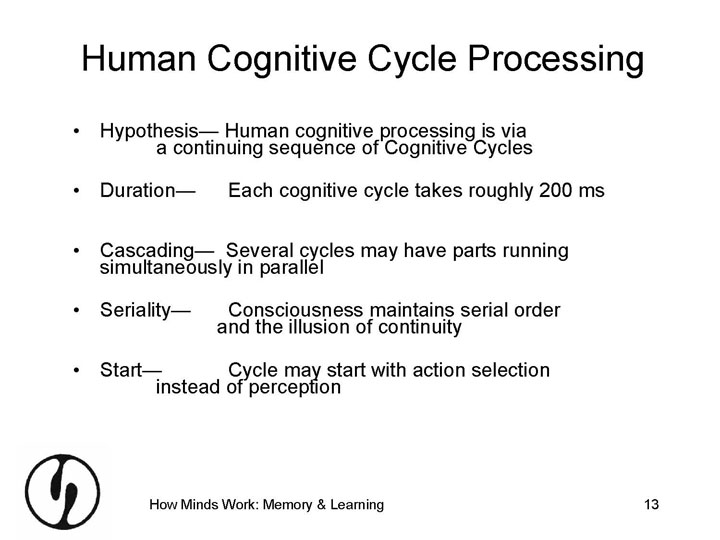 Human Cognitive Cycle Processing
• Hypothesis— Human cognitive processing is via
a continuing sequence of Cognitive Cycles
• Duration— Each cognitive cycle takes roughly 200 ms
• Cascading— Several cycles may have parts running
simultaneously in parallel
• Seriality— Consciousness maintains serial order
and the illusion of continuity
• Start— Cycle may start with action selection
instead of perception
How Minds Work: Memory & Learning
13